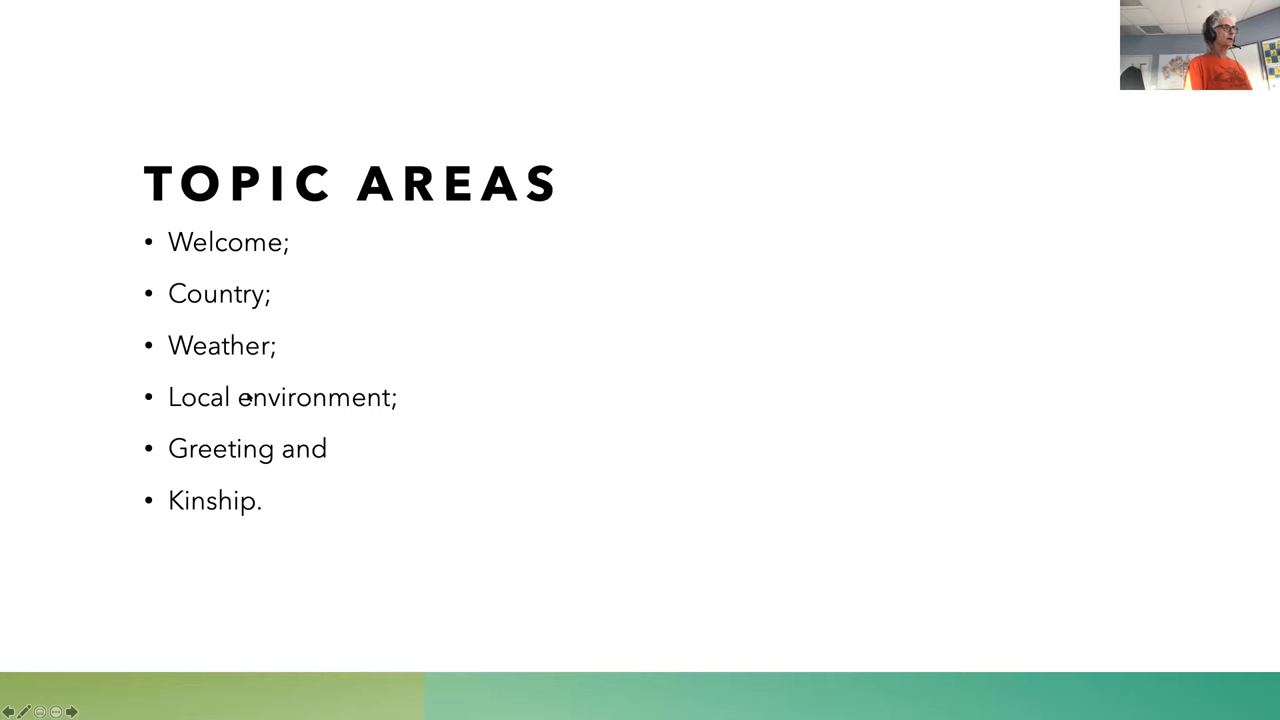 TOPIC AREAS
• Welcome;
• Country;
• Weather;
• Local environment;
• Greeting and
• Kinship.